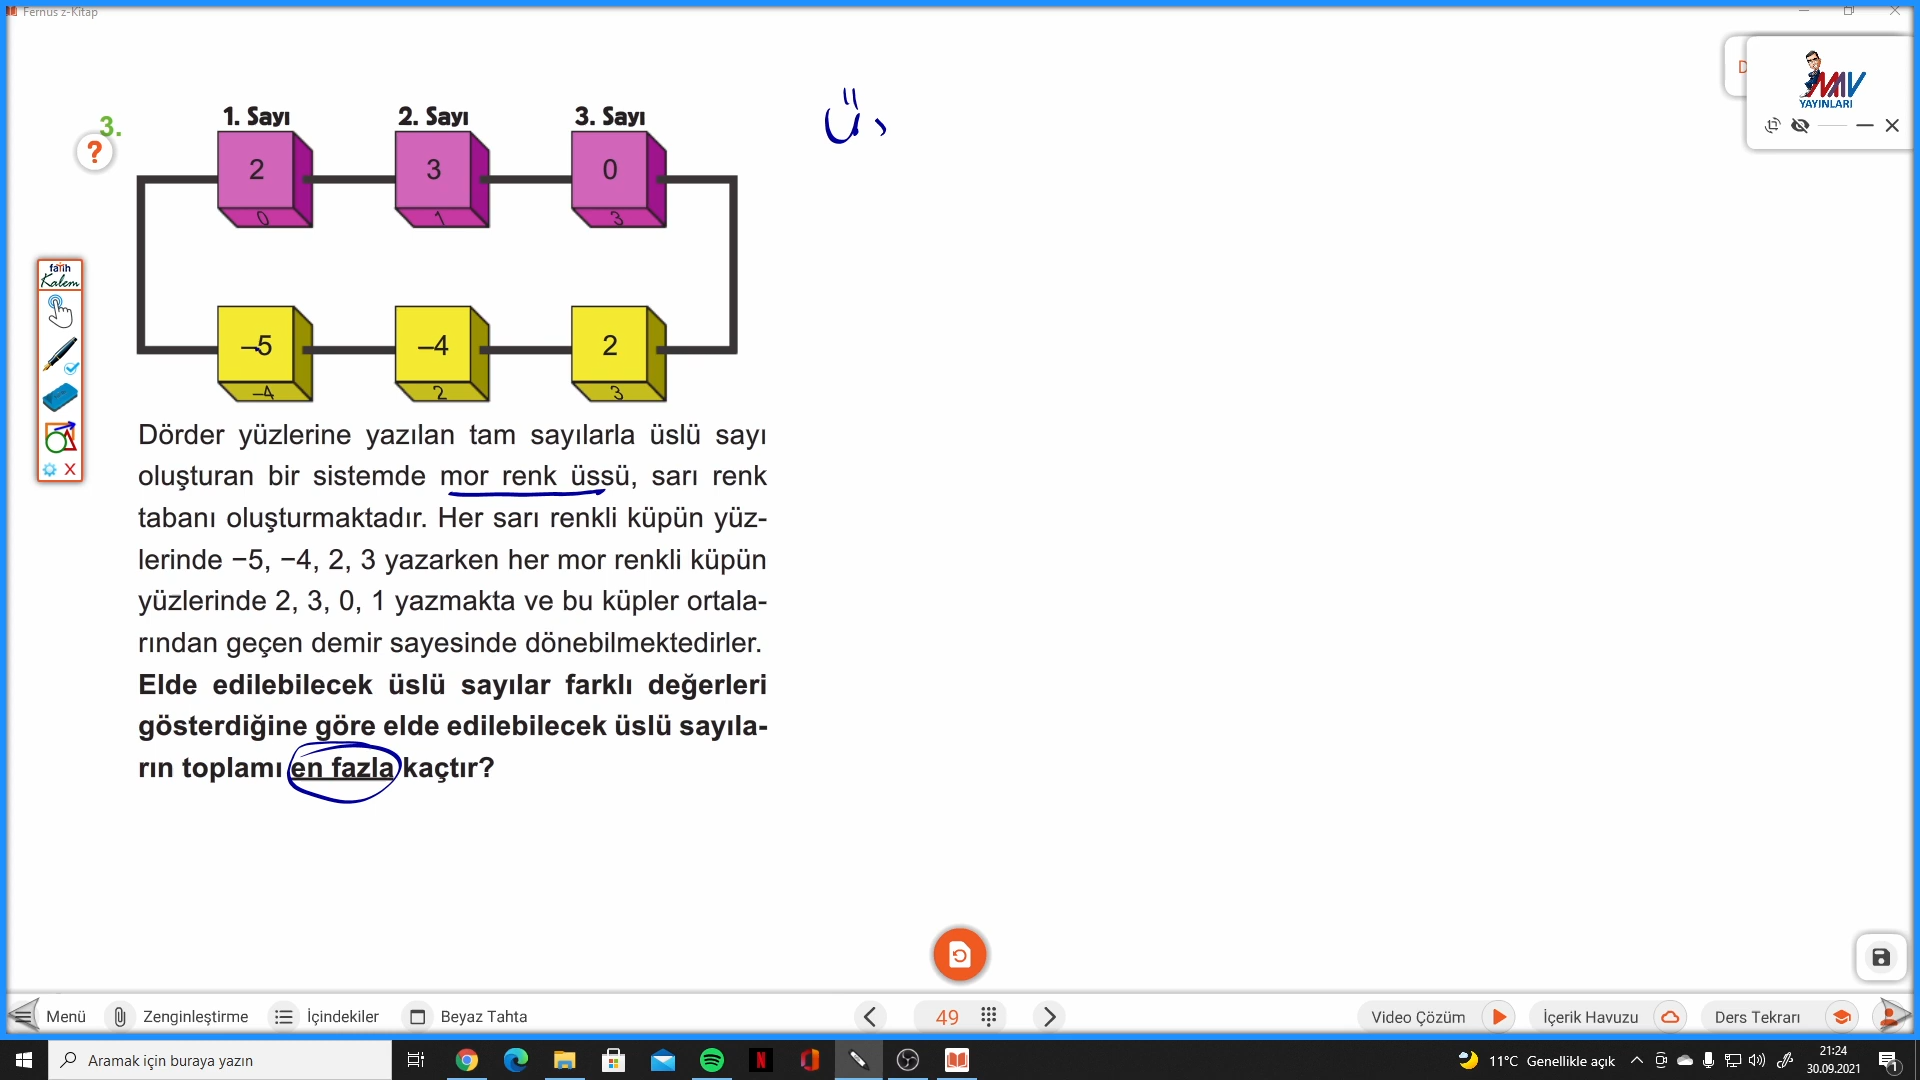 Fernus z-Kitap
MAV
YAYINLARI
3.
?
1. Sayı 2. Sayı 3. Sayı
2 3 0
0 1 3
–5 –4 2
–4 2 3
fatih
Kalem
Dörder yüzlerine yazılan tam sayılarla üslü sayı
oluşturan bir sistemde mor renk üssü, sarı renk
tabanı oluşturmaktadır. Her sarı renkli küpün yüz-
lerinde −5, −4, 2, 3 yazarken her mor renkli küpün
yüzlerinde 2, 3, 0, 1 yazmakta ve bu küpler ortala-
rından geçen demir sayesinde dönebilmektedirler.
Elde edilebilecek üslü sayılar farklı değerleri
gösterdiğine göre elde edilebilecek üslü sayıla-
rın toplamı en fazla kaçtır?
Menü Zenginleştirme İçindekiler Beyaz Tahta 49 Video Çözüm İçerik Havuzu Ders Tekrarı
Aramak için buraya yazın 11°C Genellikle açık 21:24
30.09.2021 1